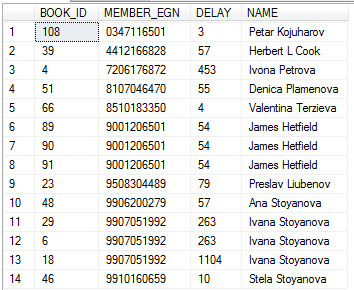 BOOK_ID MEMBER_EGN DELAY NAME
1 108 0347116501 3 Petar Kojuharov
2 39 4412166828 57 Herbert L Cook
3 4 7206176872 453 Ivona Petrova
4 51 8107046470 55 Denica Plamenova
5 66 8510183350 4 Valentina Terzieva
6 89 9001206501 54 James Hetfield
7 90 9001206501 54 James Hetfield
8 91 9001206501 54 James Hetfield
9 23 9508304489 79 Preslav Liubenov
10 48 9906200279 57 Ana Stoyanova
11 29 9907051992 263 Ivana Stoyanova
12 6 9907051992 263 Ivana Stoyanova
13 18 9907051992 1104 Ivana Stoyanova
14 46 9910160659 10 Stela Stoyanova